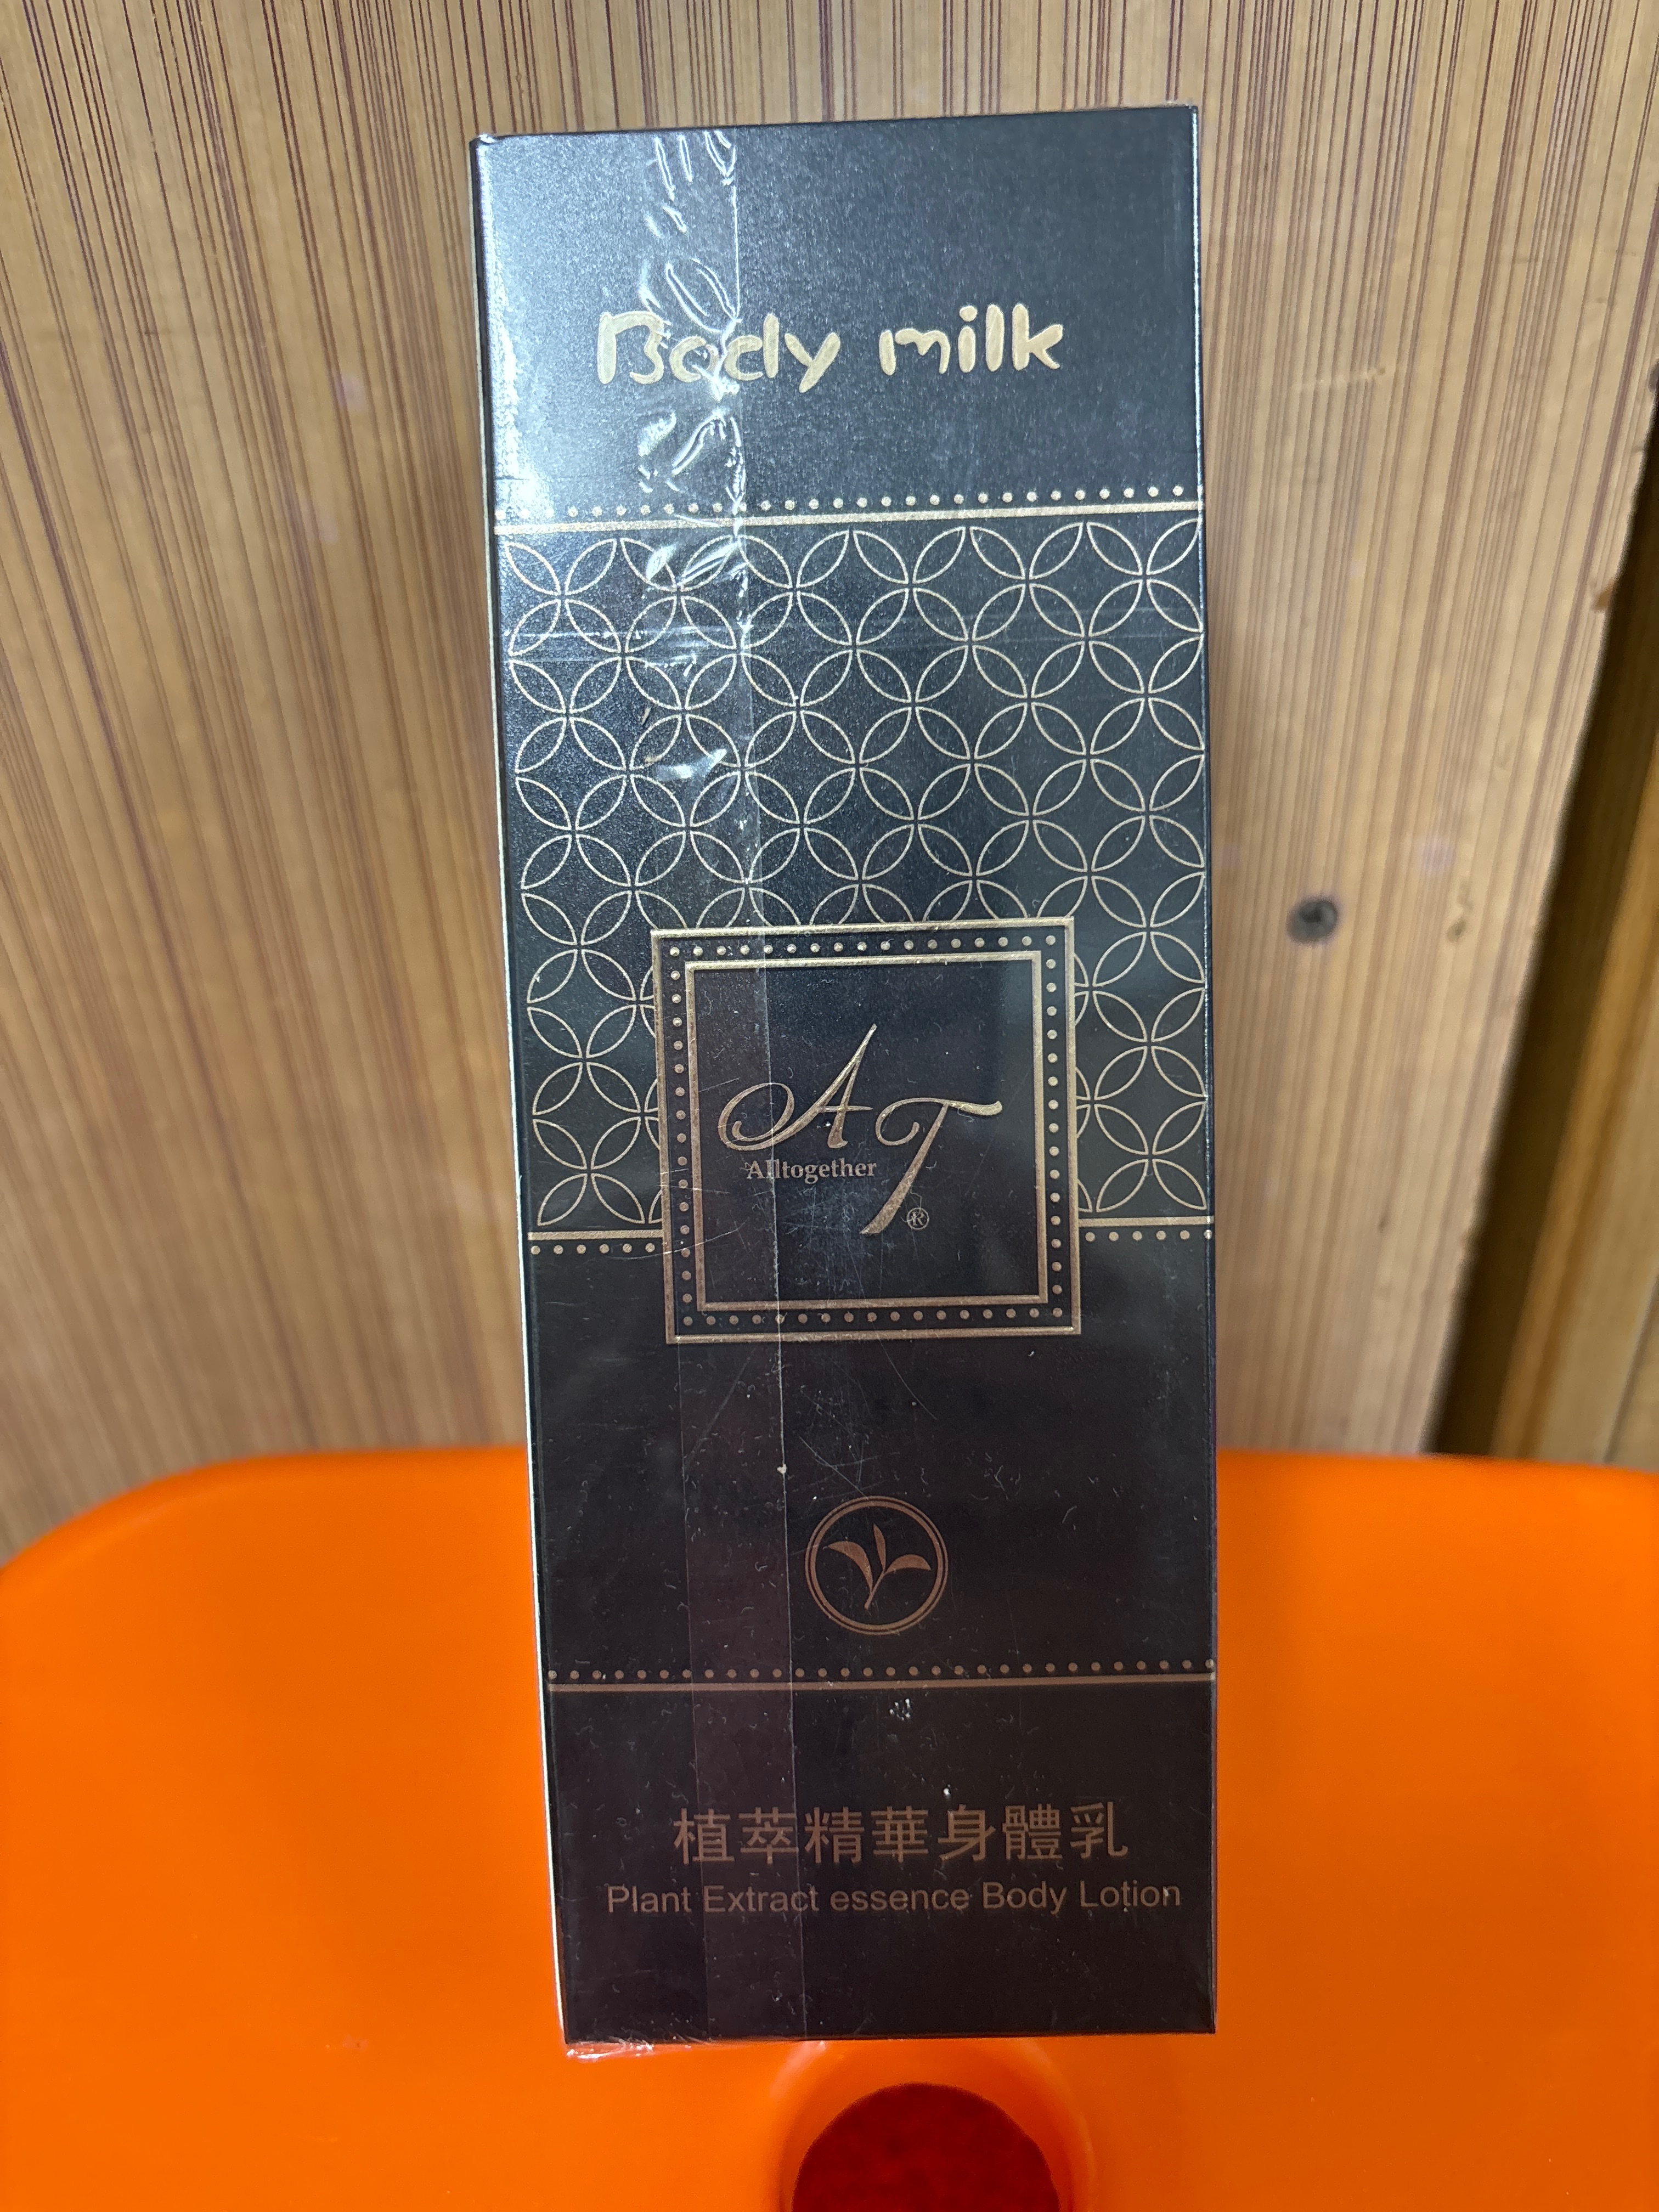 Body milk
AT
Alltogether
®
植萃精華身體乳
Plant Extract essence Body Lotion